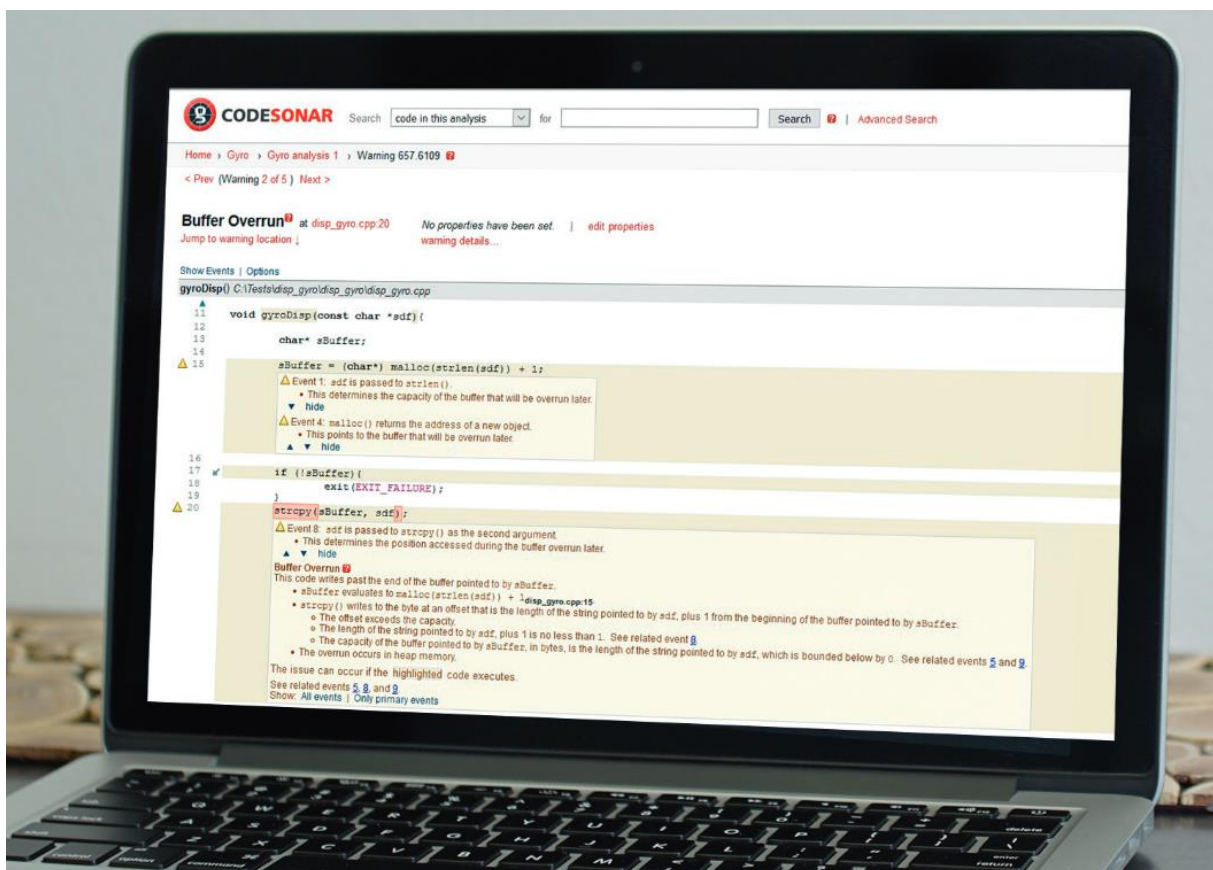 CODESONAR Search code in this analysis for Search ? | Advanced Search
Home › Gyro › Gyro analysis 1 › Warning 657.6109 ?
< Prev (Warning 2 of 5 ) Next >
Buffer Overrun? at disp_gyro.cpp:20 No properties have been set. | edit properties
Jump to warning location ↓ warning details...
Show Events | Options
gyroDisp() C:\Tests\disp_gyro\disp_gyro\disp_gyro.cpp
11 void gyroDisp(const char *sdf){
12
13 char* sBuffer;
14
15 sBuffer = (char*) malloc(strlen(sdf)) + 1;
Event 1: sdf is passed to strlen().
• This determines the capacity of the buffer that will be overrun later.
▼ hide
Event 4: malloc() returns the address of a new object.
• This points to the buffer that will be overrun later.
▲ ▼ hide
16
17 if (!sBuffer){
18 exit(EXIT_FAILURE);
19 }
20 strcpy(sBuffer, sdf);
Event 8: sdf is passed to strcpy() as the second argument.
• This determines the position accessed during the buffer overrun later.
▲ ▼ hide
Buffer Overrun ?
This code writes past the end of the buffer pointed to by sBuffer.
• sBuffer evaluates to malloc(strlen(sdf)) + 1 disp_gyro.cpp:15.
• strcpy() writes to the byte at an offset that is the length of the string pointed to by sdf, plus 1 from the beginning of the buffer pointed to by sBuffer.
o The offset exceeds the capacity.
o The length of the string pointed to by sdf, plus 1 is no less than 1. See related event 8.
o The capacity of the buffer pointed to by sBuffer, in bytes, is the length of the string pointed to by sdf, which is bounded below by 0. See related events 5 and 9.
• The overrun occurs in heap memory.
The issue can occur if the highlighted code executes.
See related events 5, 8, and 9.
Show: All events | Only primary events
caps lock
Q W E R T Y U I O P
delete
A S D F G H J K L
enter
return
Z X C V B N M
control option command